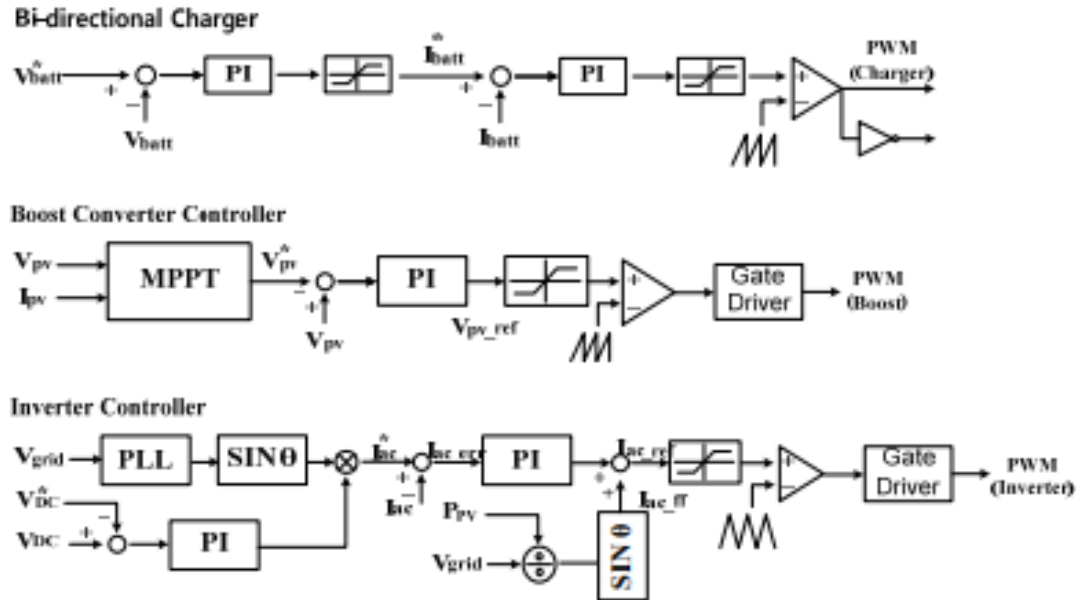 Bi-directional Charger
V*batt
+
−
Vbatt
PI
I*batt
+
−
Ibatt
PI
+
−
PWM
(Charger)
Boost Converter Controller
Vpv
Ipv
MPPT
V*pv
−
+
Vpv
PI
Vpv_ref
+
−
Gate
Driver
PWM
(Boost)
Inverter Controller
Vgrid
PLL
SINθ
I*ac
+
−
Iac
Iac_err
PI
+
+
Iac_ref
Iac_ff
+
−
Gate
Driver
PWM
(Inverter)
V*DC
−
VDC
+
PI
PPV
Vgrid
÷
SINθ